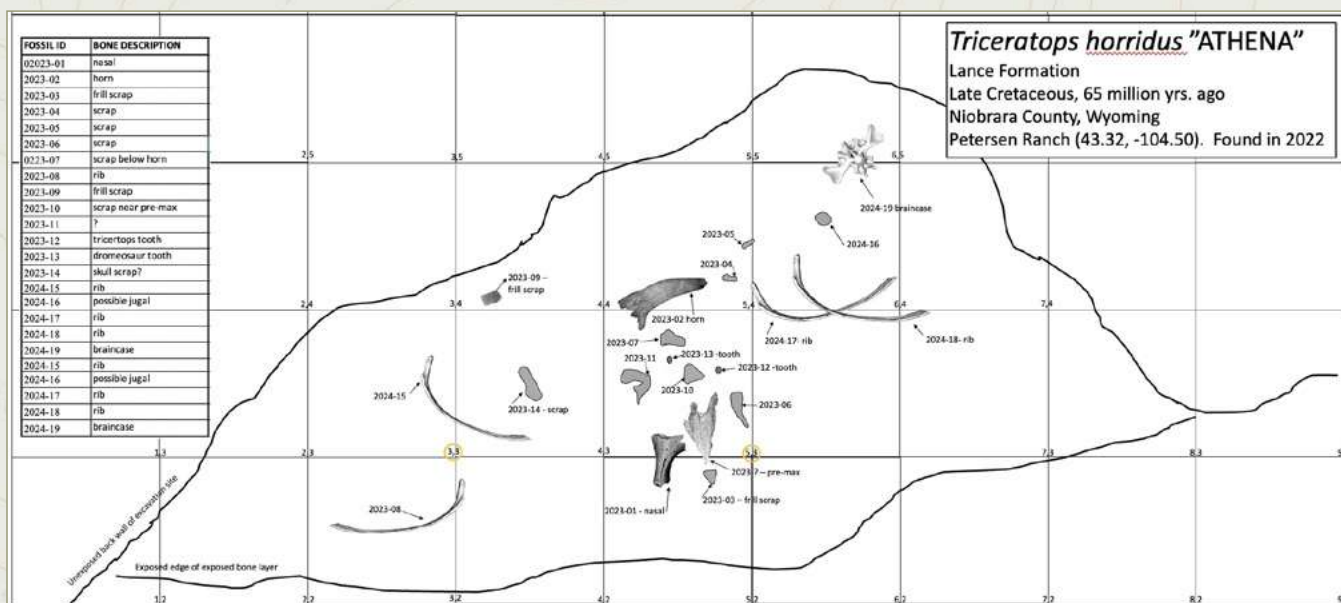 FOSSIL ID BONE DESCRIPTION
02023-01 nasal
2023-02 horn
2023-03 frill scrap
2023-04 scrap
2023-05 scrap
2023-06 scrap
0223-07 scrap below horn
2023-08 rib
2023-09 frill scrap
2023-10 scrap near pre-max
2023-11 ?
2023-12 tricertops tooth
2023-13 dromeosaur tooth
2023-14 skull scrap?
2024-15 rib
2024-16 possible jugal
2024-17 rib
2024-18 rib
2024-19 braincase
2024-15 rib
2024-16 possible jugal
2024-17 rib
2024-18 rib
2024-19 braincase
Triceratops horridus "ATHENA"
Lance Formation
Late Cretaceous, 65 million yrs. ago
Niobrara County, Wyoming
Petersen Ranch (43.32, -104.50). Found in 2022
2,5 3,5 4,5 5,5 6,5
2024-19 braincase
2023-05
2024-16
2023-04
2023-09 –
frill scrap
2,4 3,4 4,4 5,4 6,4 7,4
2023-02 horn
2023-07
2024-17- rib
2024-18- rib
2023-13 -tooth
2023-11
2023-12 -tooth
2023-10
2024-15
2023-14 - scrap
2023-06
1,3 2,3 3,3 4,3 5,3 7,3 8,3
2023-? – pre-max
2023-03 – frill scrap
2023-01 - nasal
2023-08
Unexposed back wall of excavation site
Exposed edge of exposed bone layer
1,2 2,2 3,2 4,2 5,2 6,2 7,2 8,2